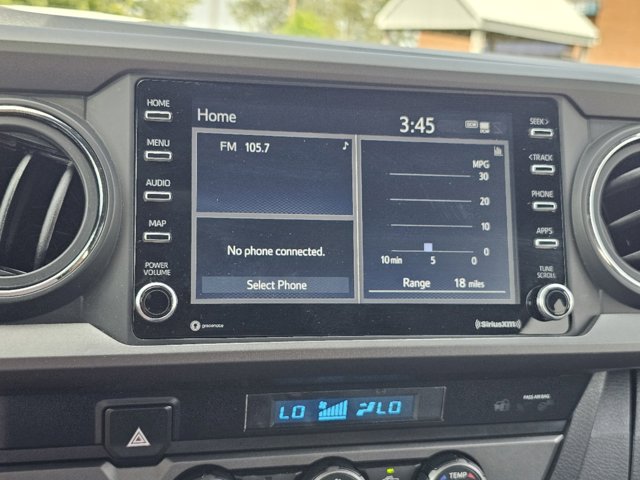 HOME
MENU
AUDIO
MAP
POWER
VOLUME
Home
3:45
FM 105.7
MPG
30
20
10
0
10 min 5 0
No phone connected.
Select Phone
Range 18 miles
gracenote
SiriusXM
SEEK>
<TRACK
PHONE
APPS
TUNE
SCROLL
LO LO
PASS AIR BAG
TEMP